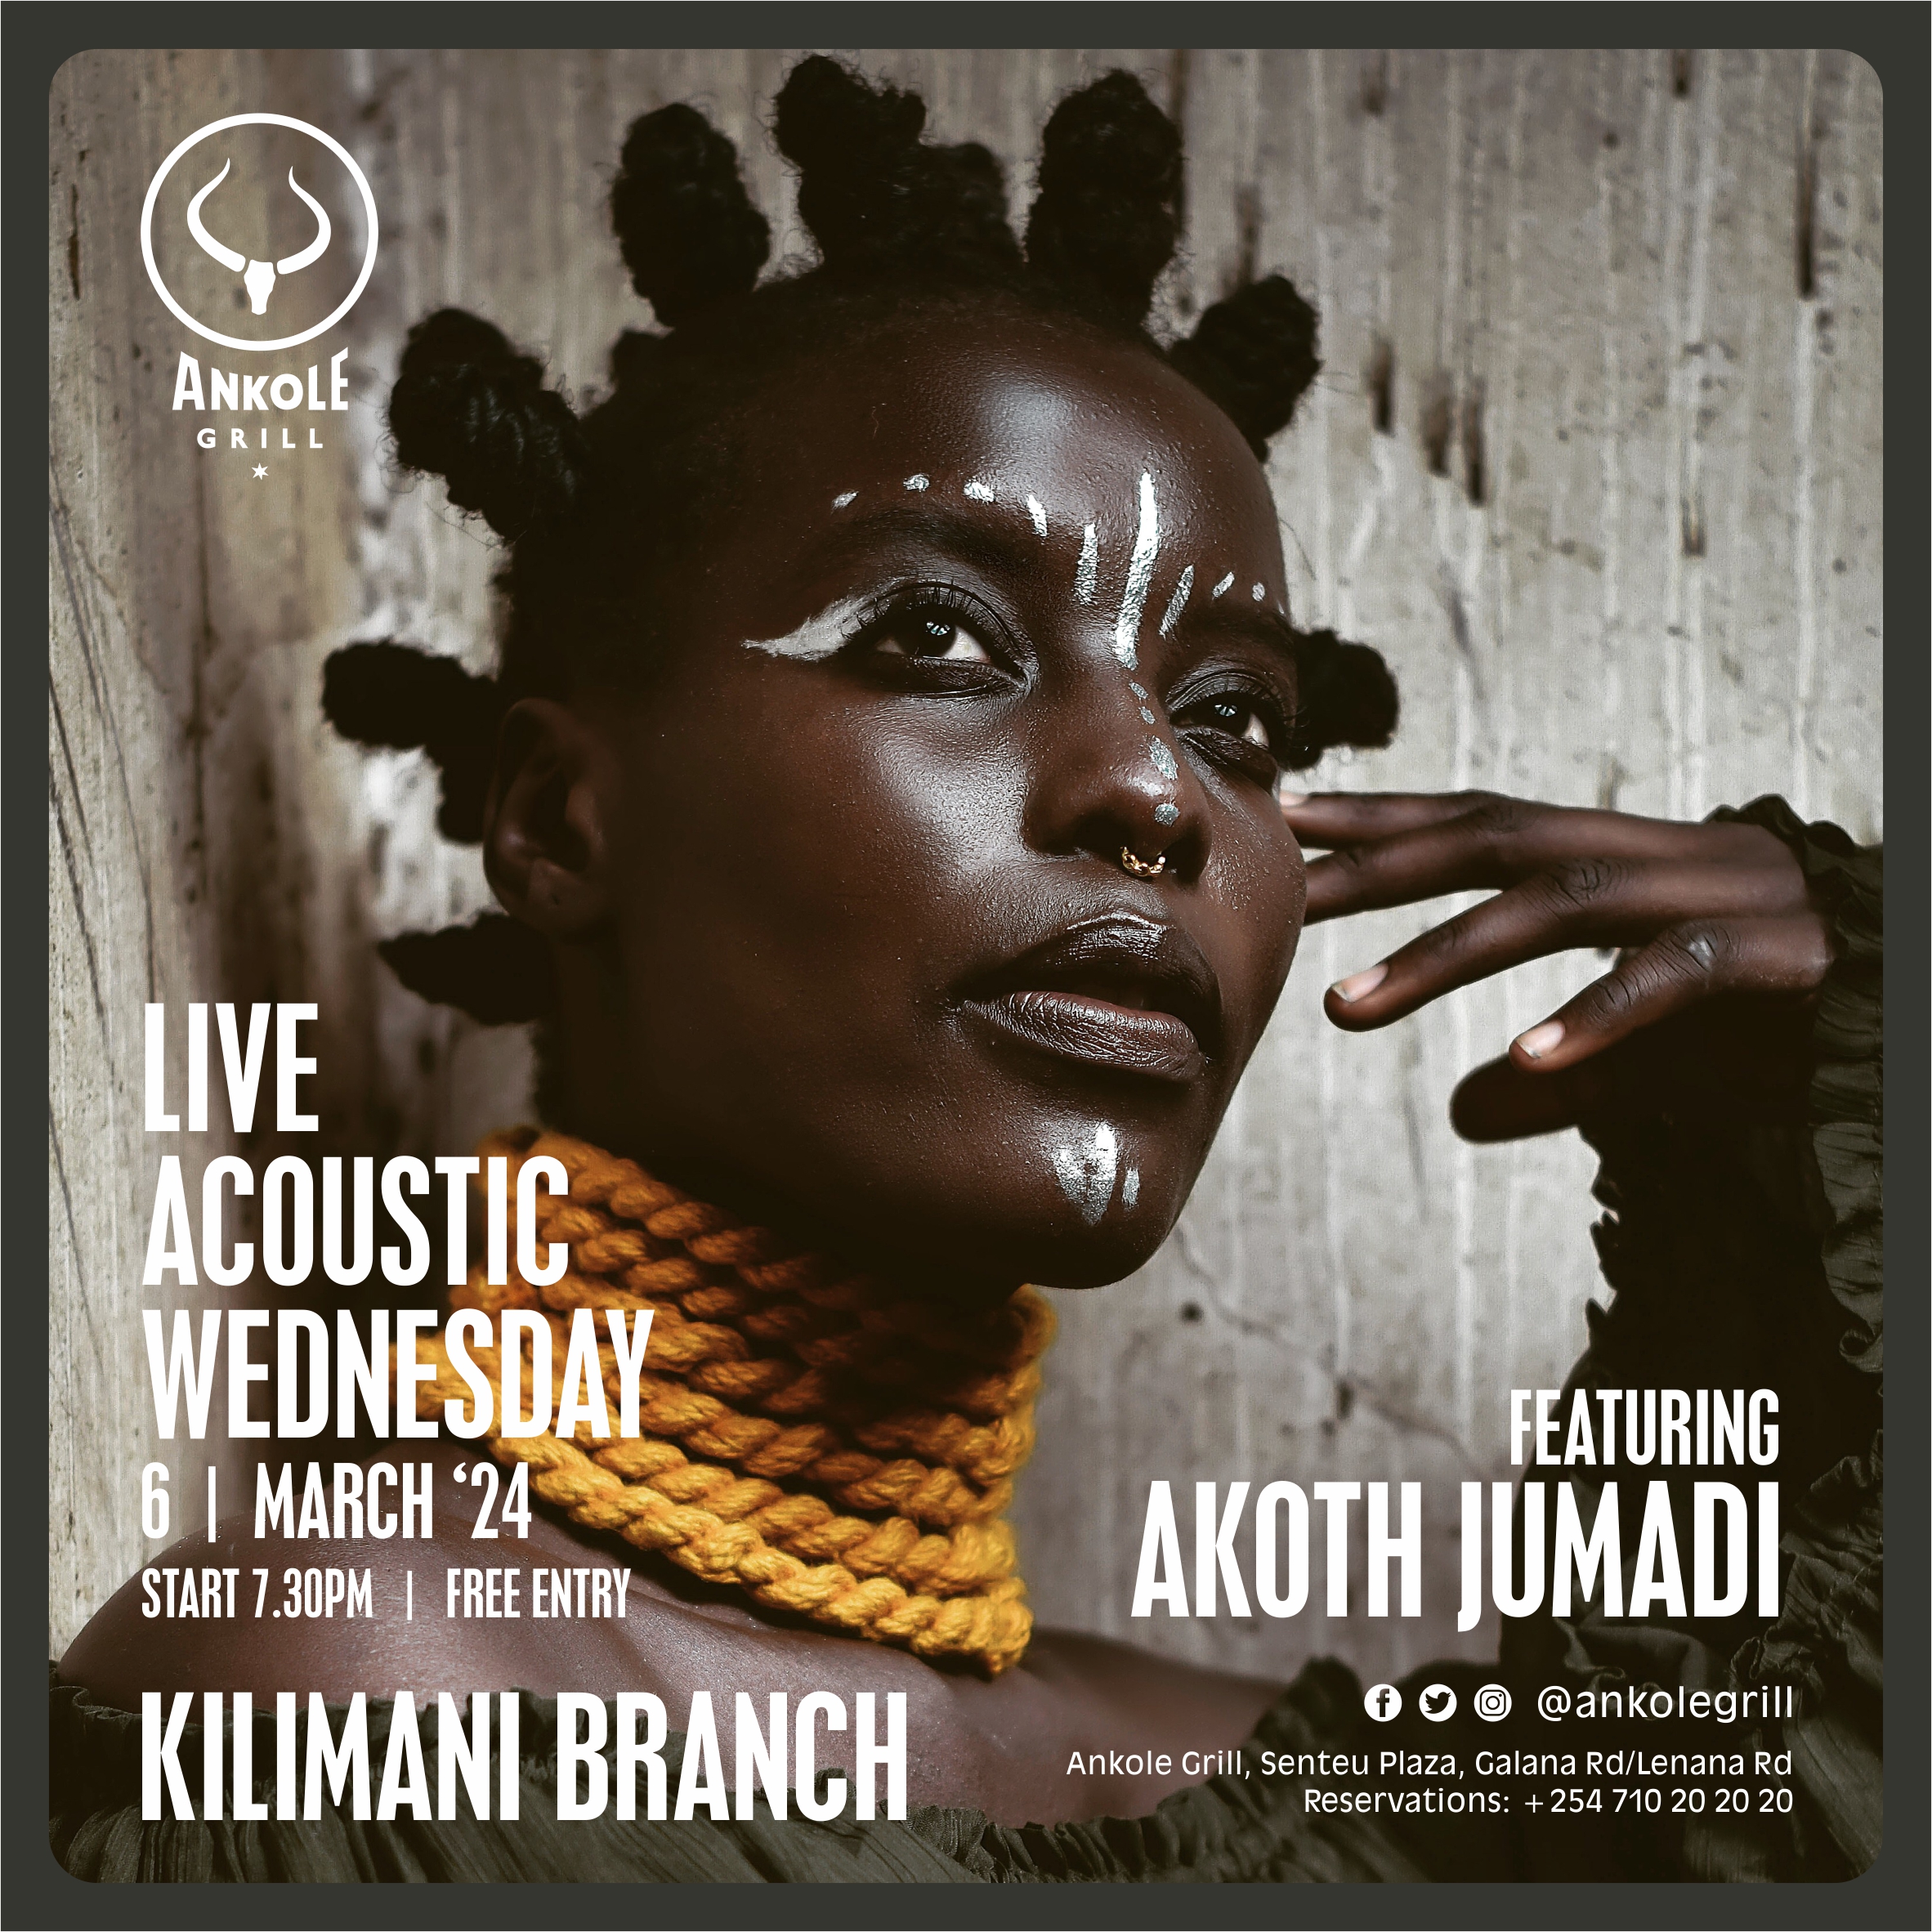 ANKOLE
GRILL
LIVE
ACOUSTIC
WEDNESDAY
6 | MARCH ‘24
START 7.30PM | FREE ENTRY
KILIMANI BRANCH
FEATURING
AKOTH JUMADI
@ankolegrill
Ankole Grill, Senteu Plaza, Galana Rd/Lenana Rd
Reservations: +254 710 20 20 20